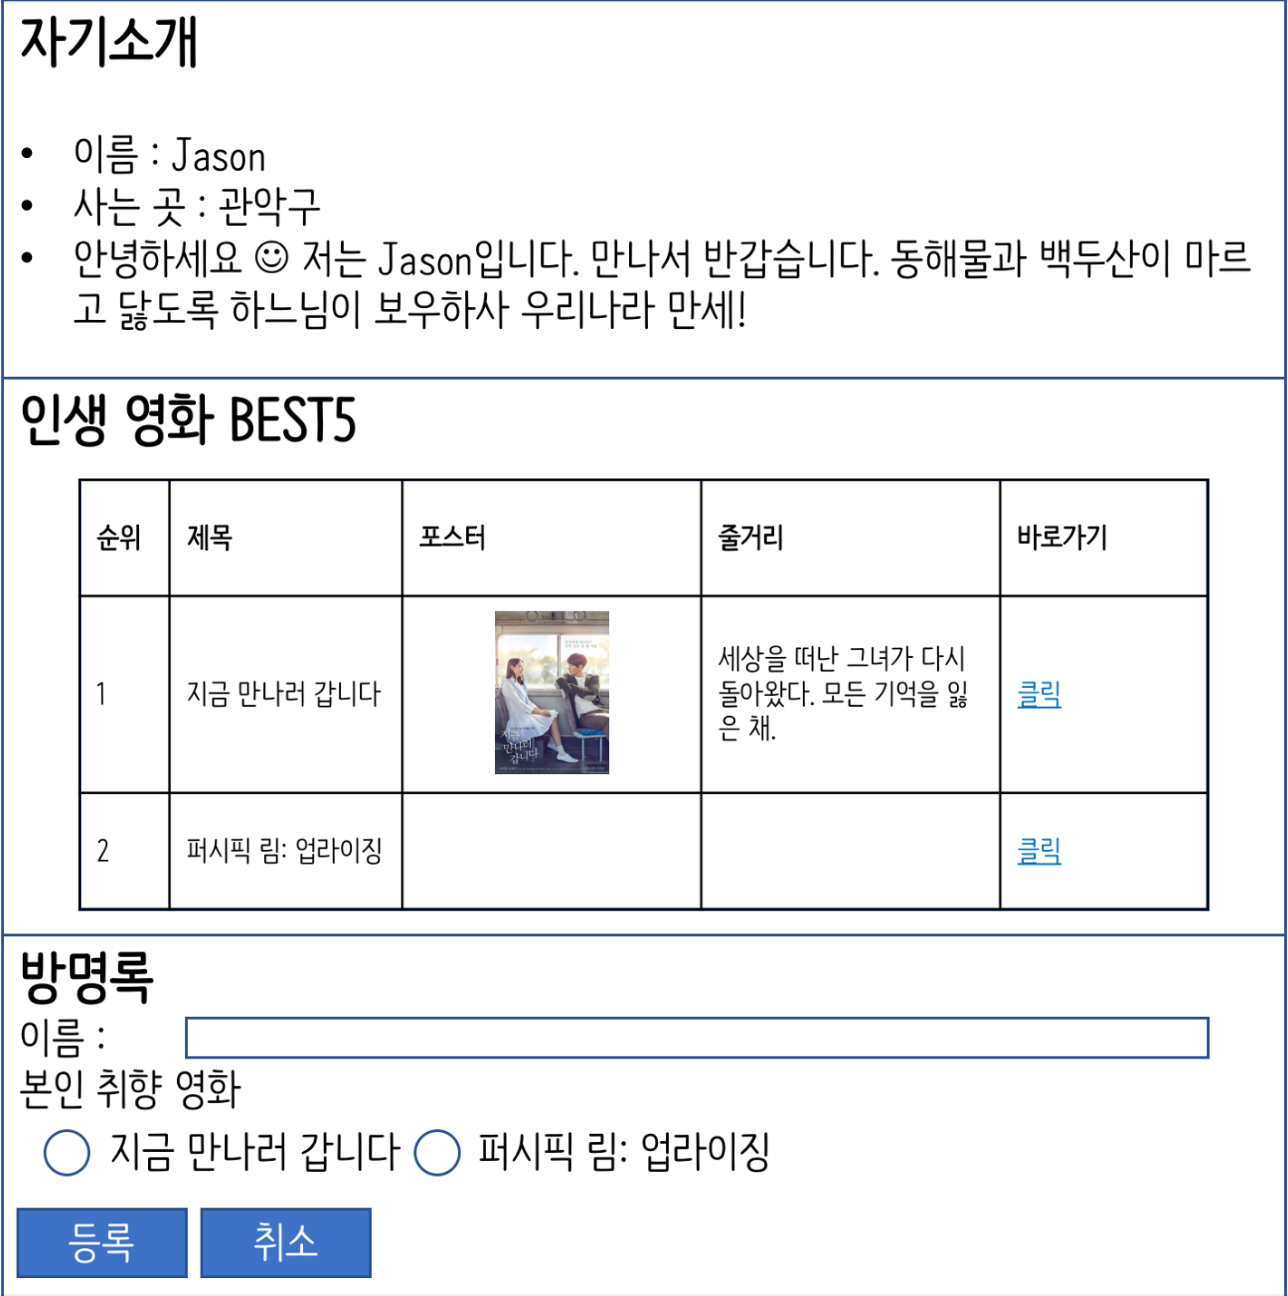 자기소개
• 이름 : Jason
• 사는 곳 : 관악구
• 안녕하세요 ☺ 저는 Jason입니다. 만나서 반갑습니다. 동해물과 백두산이 마르
고 닳도록 하느님이 보우하사 우리나라 만세!
인생 영화 BEST5
순위 제목 포스터 줄거리 바로가기
1 지금 만나러 갑니다
지금
만나러
갑니다
세상을 떠난 그녀가 다시
돌아왔다. 모든 기억을 잃
은 채.
클릭
2 퍼시픽 림: 업라이징 클릭
방명록
이름 :
본인 취향 영화
지금 만나러 갑니다 퍼시픽 림: 업라이징
등록 취소